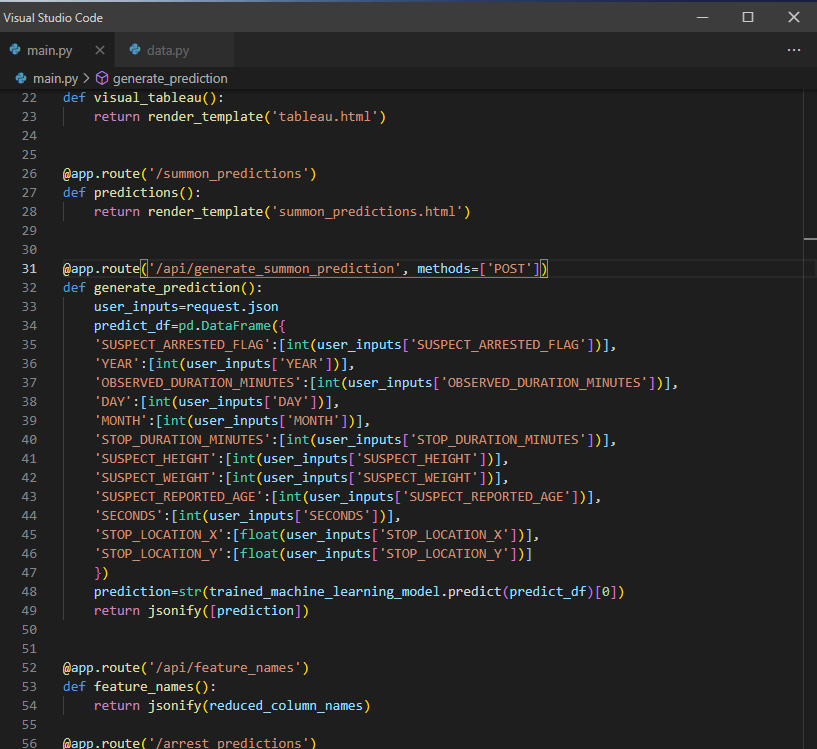 Visual Studio Code
main.py data.py
main.py generate_prediction
22 def visual_tableau():
23     return render_template('tableau.html')
24
25
26 @app.route('/summon_predictions')
27 def predictions():
28     return render_template('summon_predictions.html')
29
30
31 @app.route('/api/generate_summon_prediction', methods=['POST'])
32 def generate_prediction():
33     user_inputs=request.json
34     predict_df=pd.DataFrame({
35     'SUSPECT_ARRESTED_FLAG':[int(user_inputs['SUSPECT_ARRESTED_FLAG'])],
36     'YEAR':[int(user_inputs['YEAR'])],
37     'OBSERVED_DURATION_MINUTES':[int(user_inputs['OBSERVED_DURATION_MINUTES'])],
38     'DAY':[int(user_inputs['DAY'])],
39     'MONTH':[int(user_inputs['MONTH'])],
40     'STOP_DURATION_MINUTES':[int(user_inputs['STOP_DURATION_MINUTES'])],
41     'SUSPECT_HEIGHT':[int(user_inputs['SUSPECT_HEIGHT'])],
42     'SUSPECT_WEIGHT':[int(user_inputs['SUSPECT_WEIGHT'])],
43     'SUSPECT_REPORTED_AGE':[int(user_inputs['SUSPECT_REPORTED_AGE'])],
44     'SECONDS':[int(user_inputs['SECONDS'])],
45     'STOP_LOCATION_X':[float(user_inputs['STOP_LOCATION_X'])],
46     'STOP_LOCATION_Y':[float(user_inputs['STOP_LOCATION_Y'])]
47     })
48     prediction=str(trained_machine_learning_model.predict(predict_df)[0])
49     return jsonify([prediction])
50
51
52 @app.route('/api/feature_names')
53 def feature_names():
54     return jsonify(reduced_column_names)
55
56 @app.route('/arrest_predictions')